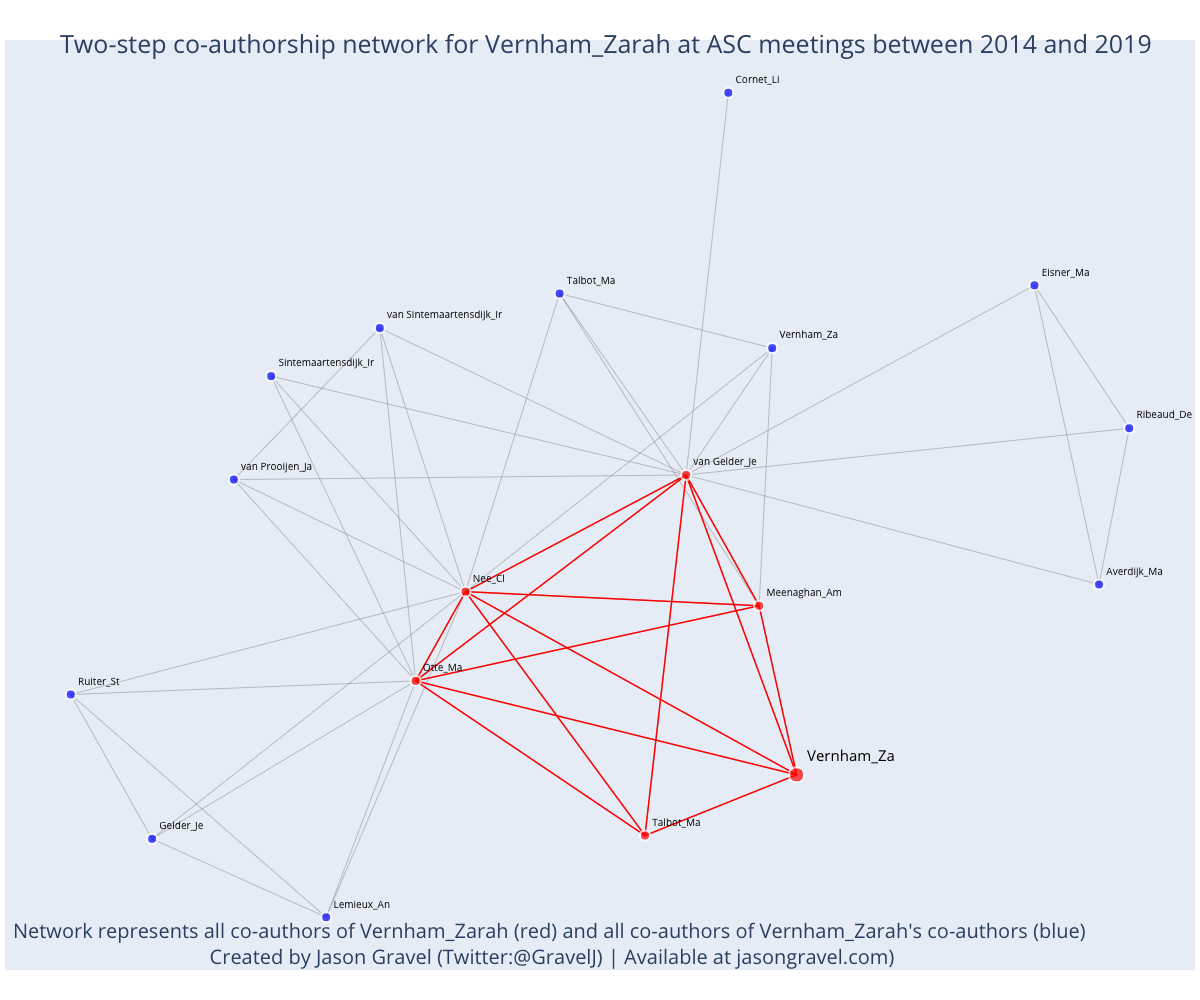 Two-step co-authorship network for Vernham_Zarah at ASC meetings between 2014 and 2019
Cornet_Li
Eisner_Ma
Talbot_Ma
van Sintemaartensdijk_Ir
Vernham_Za
Sintemaartensdijk_Ir
Ribeaud_De
van Gelder_Je
van Prooijen_Ja
Averdijk_Ma
Nee_Cl
Meenaghan_Am
Otte_Ma
Ruiter_St
Vernham_Za
Talbot_Ma
Gelder_Je
Lemieux_An
Network represents all co-authors of Vernham_Zarah (red) and all co-authors of Vernham_Zarah's co-authors (blue)
Created by Jason Gravel (Twitter:@GravelJ) | Available at jasongravel.com)